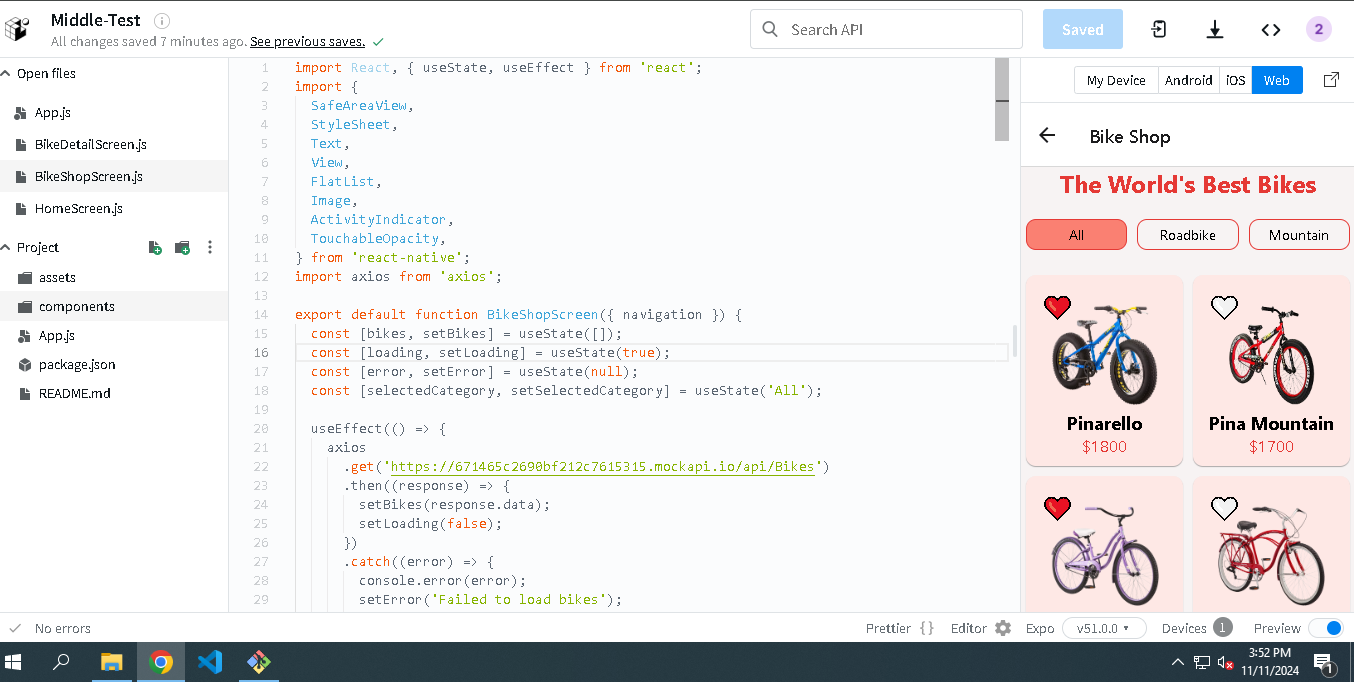 Middle-Test
All changes saved 7 minutes ago. See previous saves.
Search API
Saved
2
Open files
App.js
BikeDetailScreen.js
BikeShopScreen.js
HomeScreen.js
Project
assets
components
App.js
package.json
README.md
1 import React, { useState, useEffect } from 'react';
2 import {
3 SafeAreaView,
4 StyleSheet,
5 Text,
6 View,
7 FlatList,
8 Image,
9 ActivityIndicator,
10 TouchableOpacity,
11 } from 'react-native';
12 import axios from 'axios';
13
14 export default function BikeShopScreen({ navigation }) {
15 const [bikes, setBikes] = useState([]);
16 const [loading, setLoading] = useState(true);
17 const [error, setError] = useState(null);
18 const [selectedCategory, setSelectedCategory] = useState('All');
19
20 useEffect(() => {
21 axios
22 .get('https://671465c2690bf212c7615315.mockapi.io/api/Bikes')
23 .then((response) => {
24 setBikes(response.data);
25 setLoading(false);
26 })
27 .catch((error) => {
28 console.error(error);
29 setError('Failed to load bikes');
My Device Android iOS Web
Bike Shop
The World's Best Bikes
All Roadbike Mountain
Pinarello
$1800
Pina Mountain
$1700
No errors
Prettier {} Editor Expo v51.0.0 Devices 1 Preview
3:52 PM
11/11/2024
1